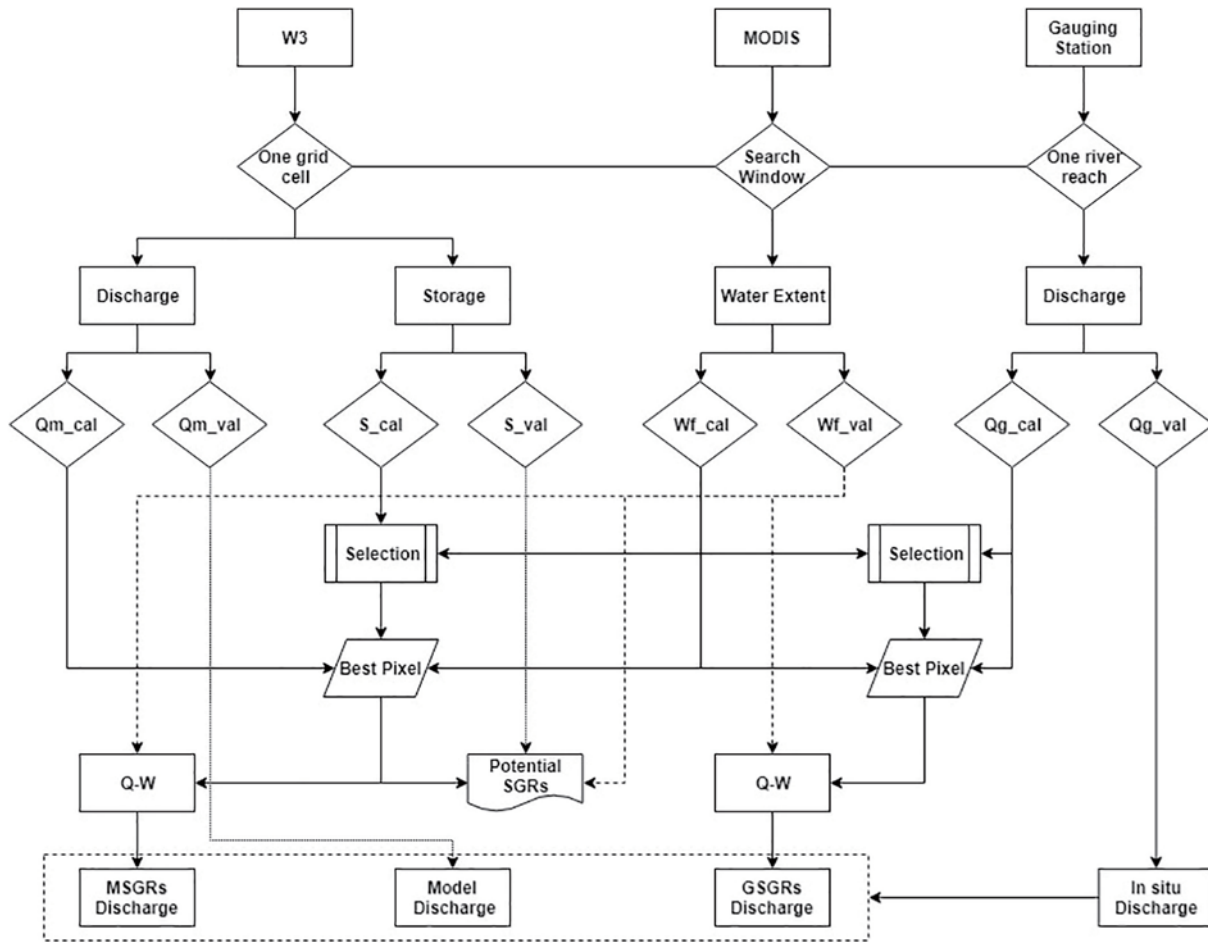 W3
MODIS
Gauging
Station
One grid
cell
Search
Window
One river
reach
Discharge
Storage
Water Extent
Discharge
Qm_cal
Qm_val
S_cal
S_val
Wf_cal
Wf_val
Qg_cal
Qg_val
Selection
Selection
Best Pixel
Best Pixel
Q-W
Potential
SGRs
Q-W
MSGRs
Discharge
Model
Discharge
GSGRs
Discharge
In situ
Discharge